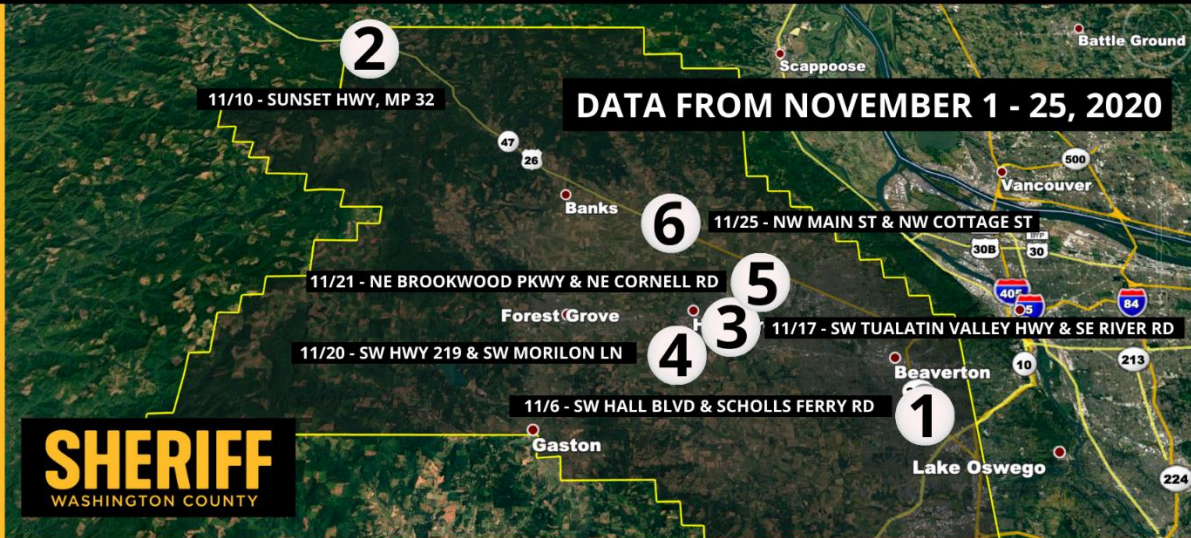 2
Battle Ground
Scappoose
11/10 - SUNSET HWY, MP 32
DATA FROM NOVEMBER 1 - 25, 2020
47
26
500
Vancouver
Banks
6
11/25 - NW MAIN ST & NW COTTAGE ST
30B
BYP
30
11/21 - NE BROOKWOOD PKWY & NE CORNELL RD
5
405
5
84
Forest Grove
3
11/17 - SW TUALATIN VALLEY HWY & SE RIVER RD
11/20 - SW HWY 219 & SW MORILON LN
4
10
213
Beaverton
11/6 - SW HALL BLVD & SCHOLLS FERRY RD
1
Gaston
Lake Oswego
224
SHERIFF
WASHINGTON COUNTY